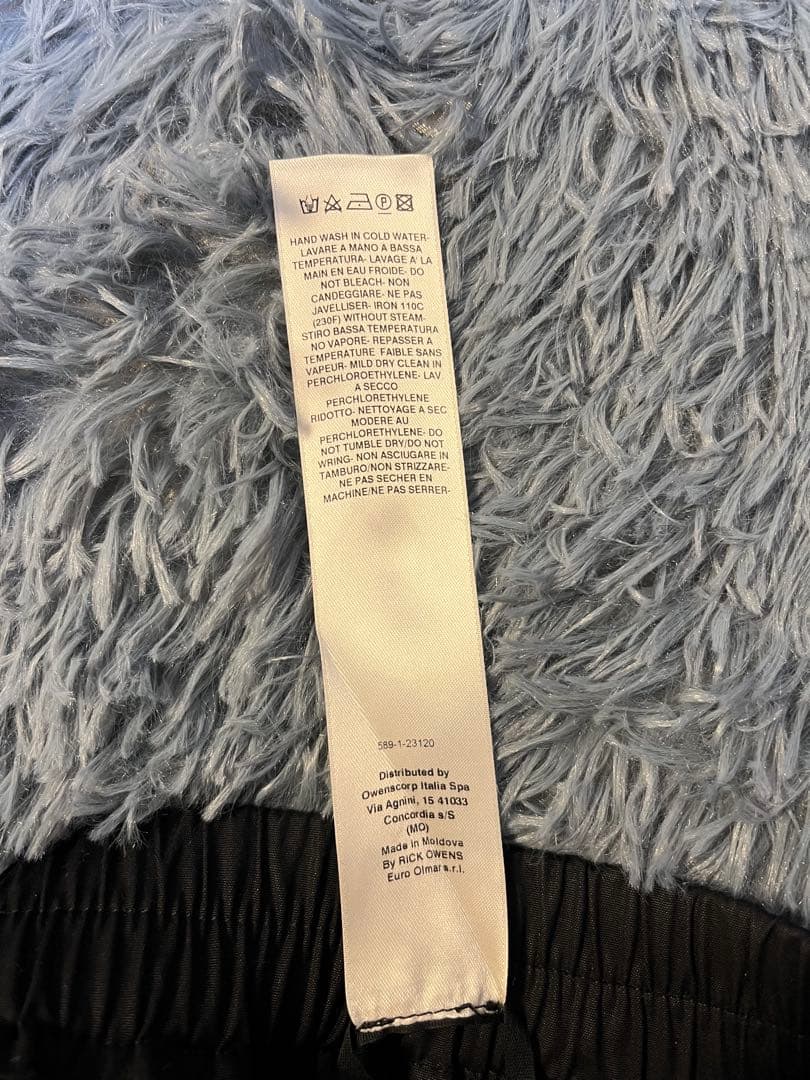 HAND WASH IN COLD WATER-
LAVARE A MANO A BASSA
TEMPERATURA- LAVAGE A' LA
MAIN EN EAU FROIDE- DO
NOT BLEACH- NON
CANDEGGIARE- NE PAS
JAVELLISER- IRON 110C
(230F) WITHOUT STEAM-
STIRO BASSA TEMPERATURA
NO VAPORE- REPASSER A
TEMPERATURE FAIBLE SANS
VAPEUR- MILD DRY CLEAN IN
PERCHLOROETHYLENE- LAV
A SECCO
PERCHLORETHYLENE
RIDOTTO- NETTOYAGE A SEC
MODERE AU
PERCHLORETHYLENE- DO
NOT TUMBLE DRY/DO NOT
WRING- NON ASCIUGARE IN
TAMBURO/NON STRIZZARE-
NE PAS SECHER EN
MACHINE/NE PAS SERRER-
589-1-23120
Distributed by
Owenscorp Italia Spa
Via Agnini, 15 41033
Concordia s/S
(MO)
Made in Moldova
By RICK OWENS
Euro Olmar s.r.l.